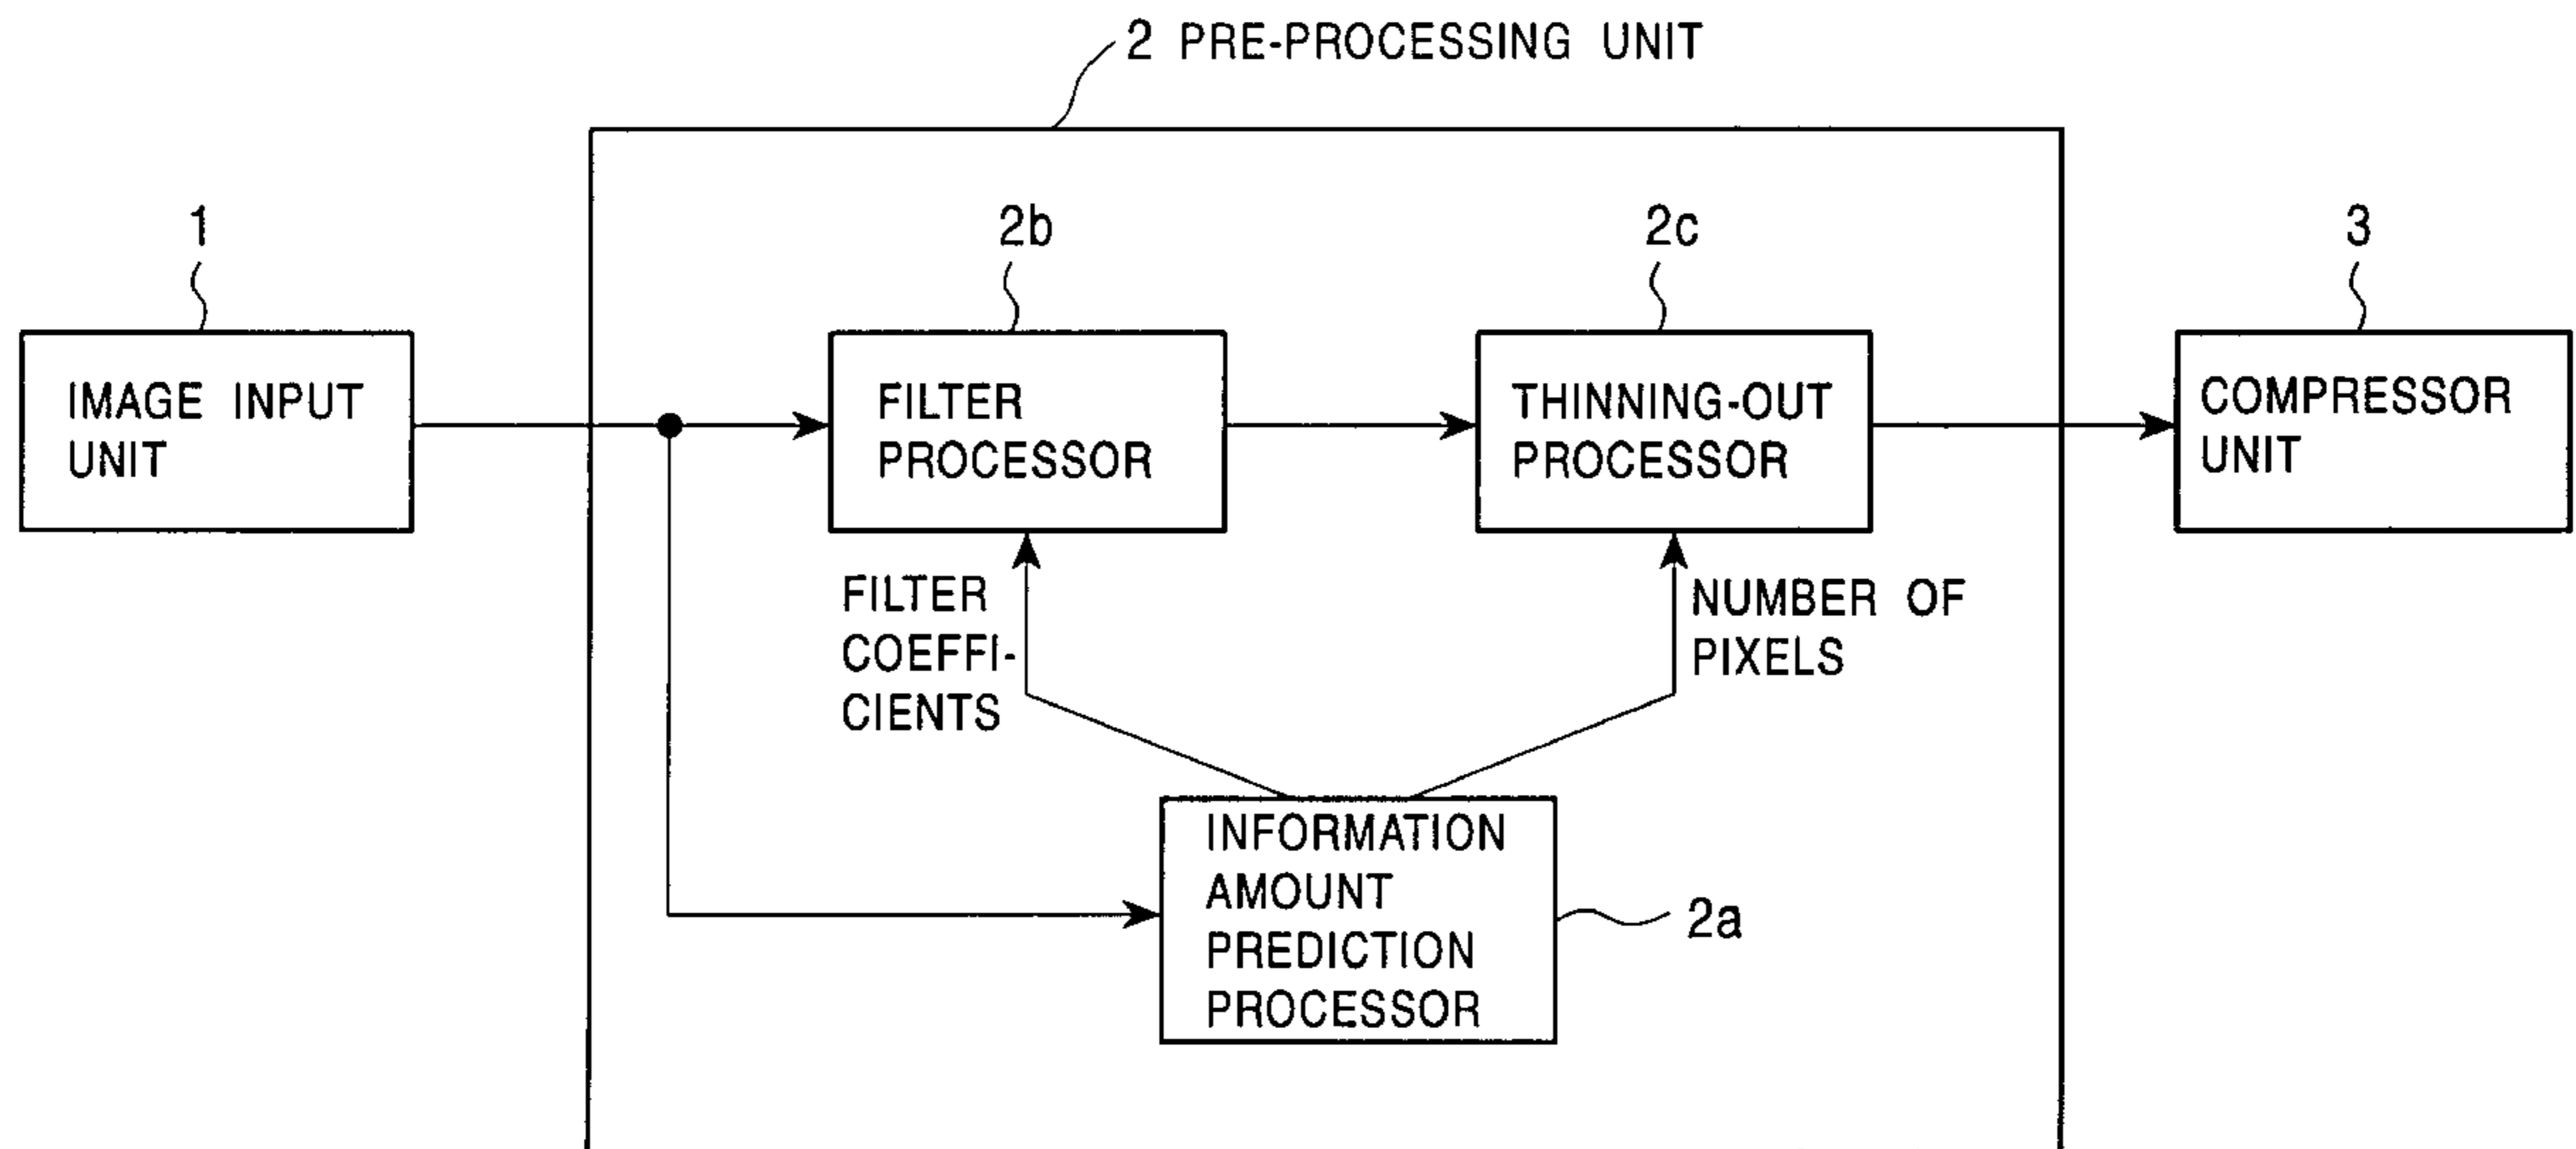 2 PRE-PROCESSING UNIT
1
2b
2c
3
IMAGE INPUT
UNIT
FILTER
PROCESSOR
THINNING-OUT
PROCESSOR
COMPRESSOR
UNIT
FILTER
COEFFI-
CIENTS
NUMBER OF
PIXELS
INFORMATION
AMOUNT
PREDICTION
PROCESSOR
2a